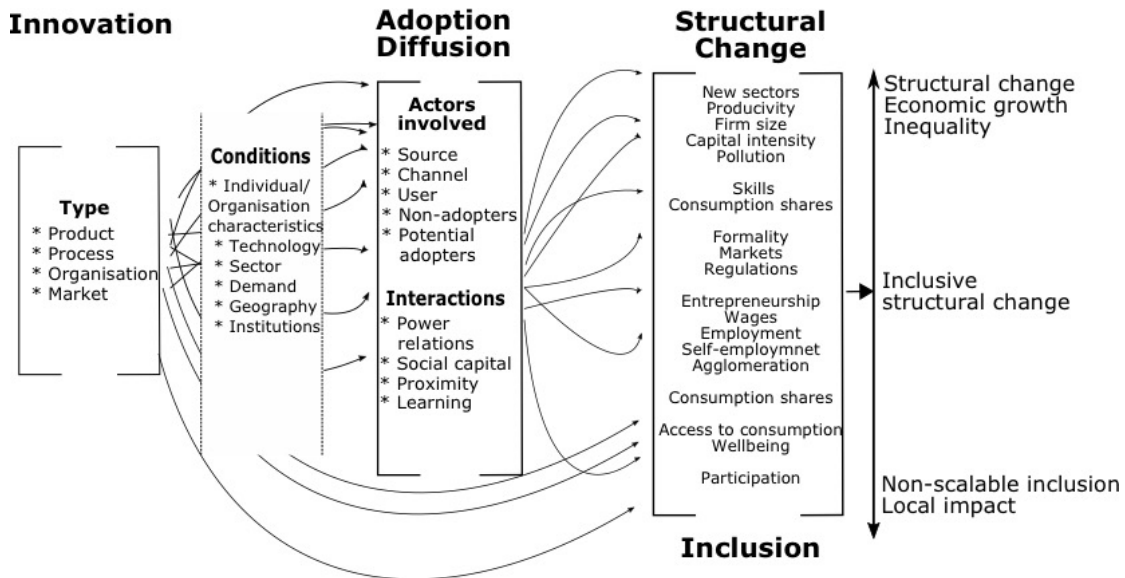 Innovation
Type
* Product
* Process
* Organisation
* Market
Conditions
* Individual/
Organisation
characteristics
* Technology
* Sector
* Demand
* Geography
* Institutions
Adoption
Diffusion
Actors
involved
* Source
* Channel
* User
* Non-adopters
* Potential
adopters
Interactions
* Power
relations
* Social capital
* Proximity
* Learning
Structural
Change
New sectors
Producivity
Firm size
Capital intensity
Pollution
Skills
Consumption shares
Formality
Markets
Regulations
Entrepreneurship
Wages
Employment
Self-employmnet
Agglomeration
Consumption shares
Access to consumption
Wellbeing
Participation
Inclusion
Structural change
Economic growth
Inequality
Inclusive
structural change
Non-scalable inclusion
Local impact